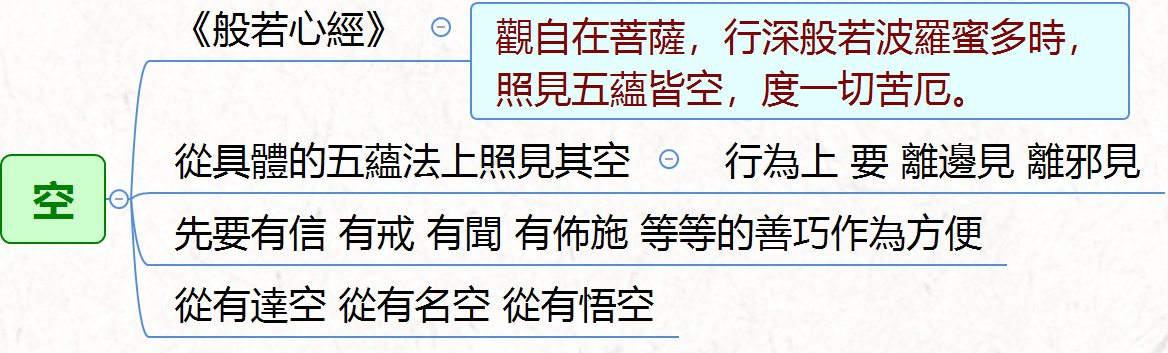 《般若心經》
觀自在菩薩，行深般若波羅蜜多時，
照見五蘊皆空，度一切苦厄。
從具體的五蘊法上照見其空
行為上 要 離邊見 離邪見
空
先要有信 有戒 有聞 有佈施 等等的善巧作為方便
從有達空 從有名空 從有悟空